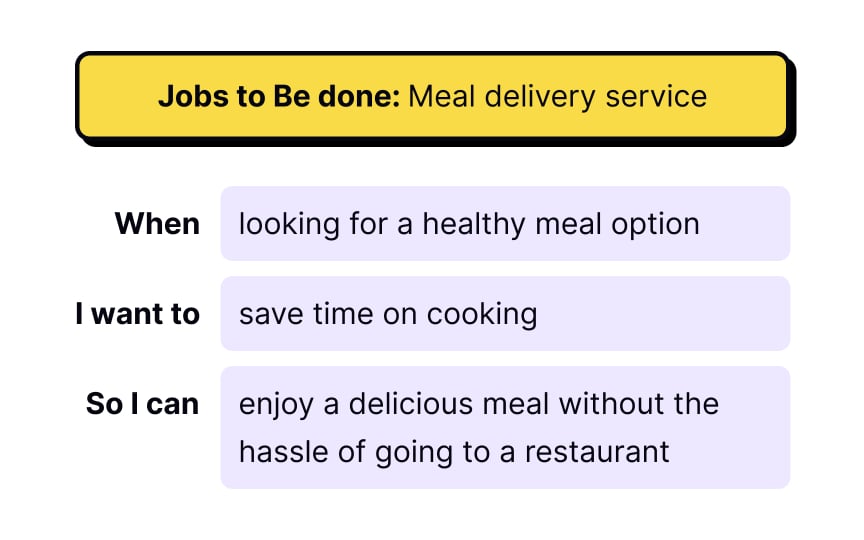 Jobs to Be done: Meal delivery service
When looking for a healthy meal option
I want to save time on cooking
So I can enjoy a delicious meal without the
hassle of going to a restaurant